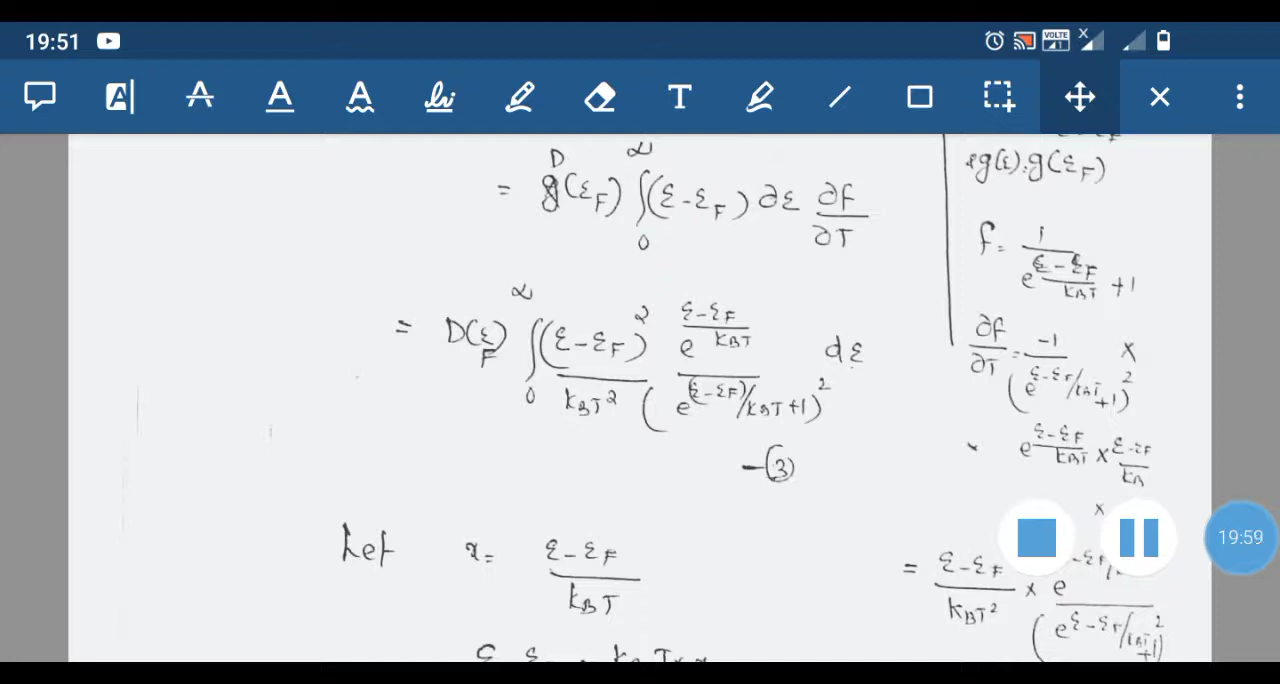 19:51
VOLTE
A A A A T
= D(ε_F) ∫₀^∞ (ε-ε_F) ∂ε ∂f/∂T
= D(ε_F) ∫₀^∞ (ε-ε_F)²/k_BT² e^{(ε-ε_F)/k_BT}/(e^{(ε-ε_F)/k_BT}+1)² dε
-(3)
Let x = (ε-ε_F)/k_BT
g(ε)=g(ε_F)
f = 1/(e^{(ε-ε_F)/k_BT}+1)
∂f/∂T = -1/(e^{ε-ε_F/k_BT}+1)² ×
× e^{(ε-ε_F)/k_BT} × (ε-ε_F)/k_B
×
19:59
= (ε-ε_F)/k_BT² × e /(e^{ε-ε_F/k_BT}+1)²